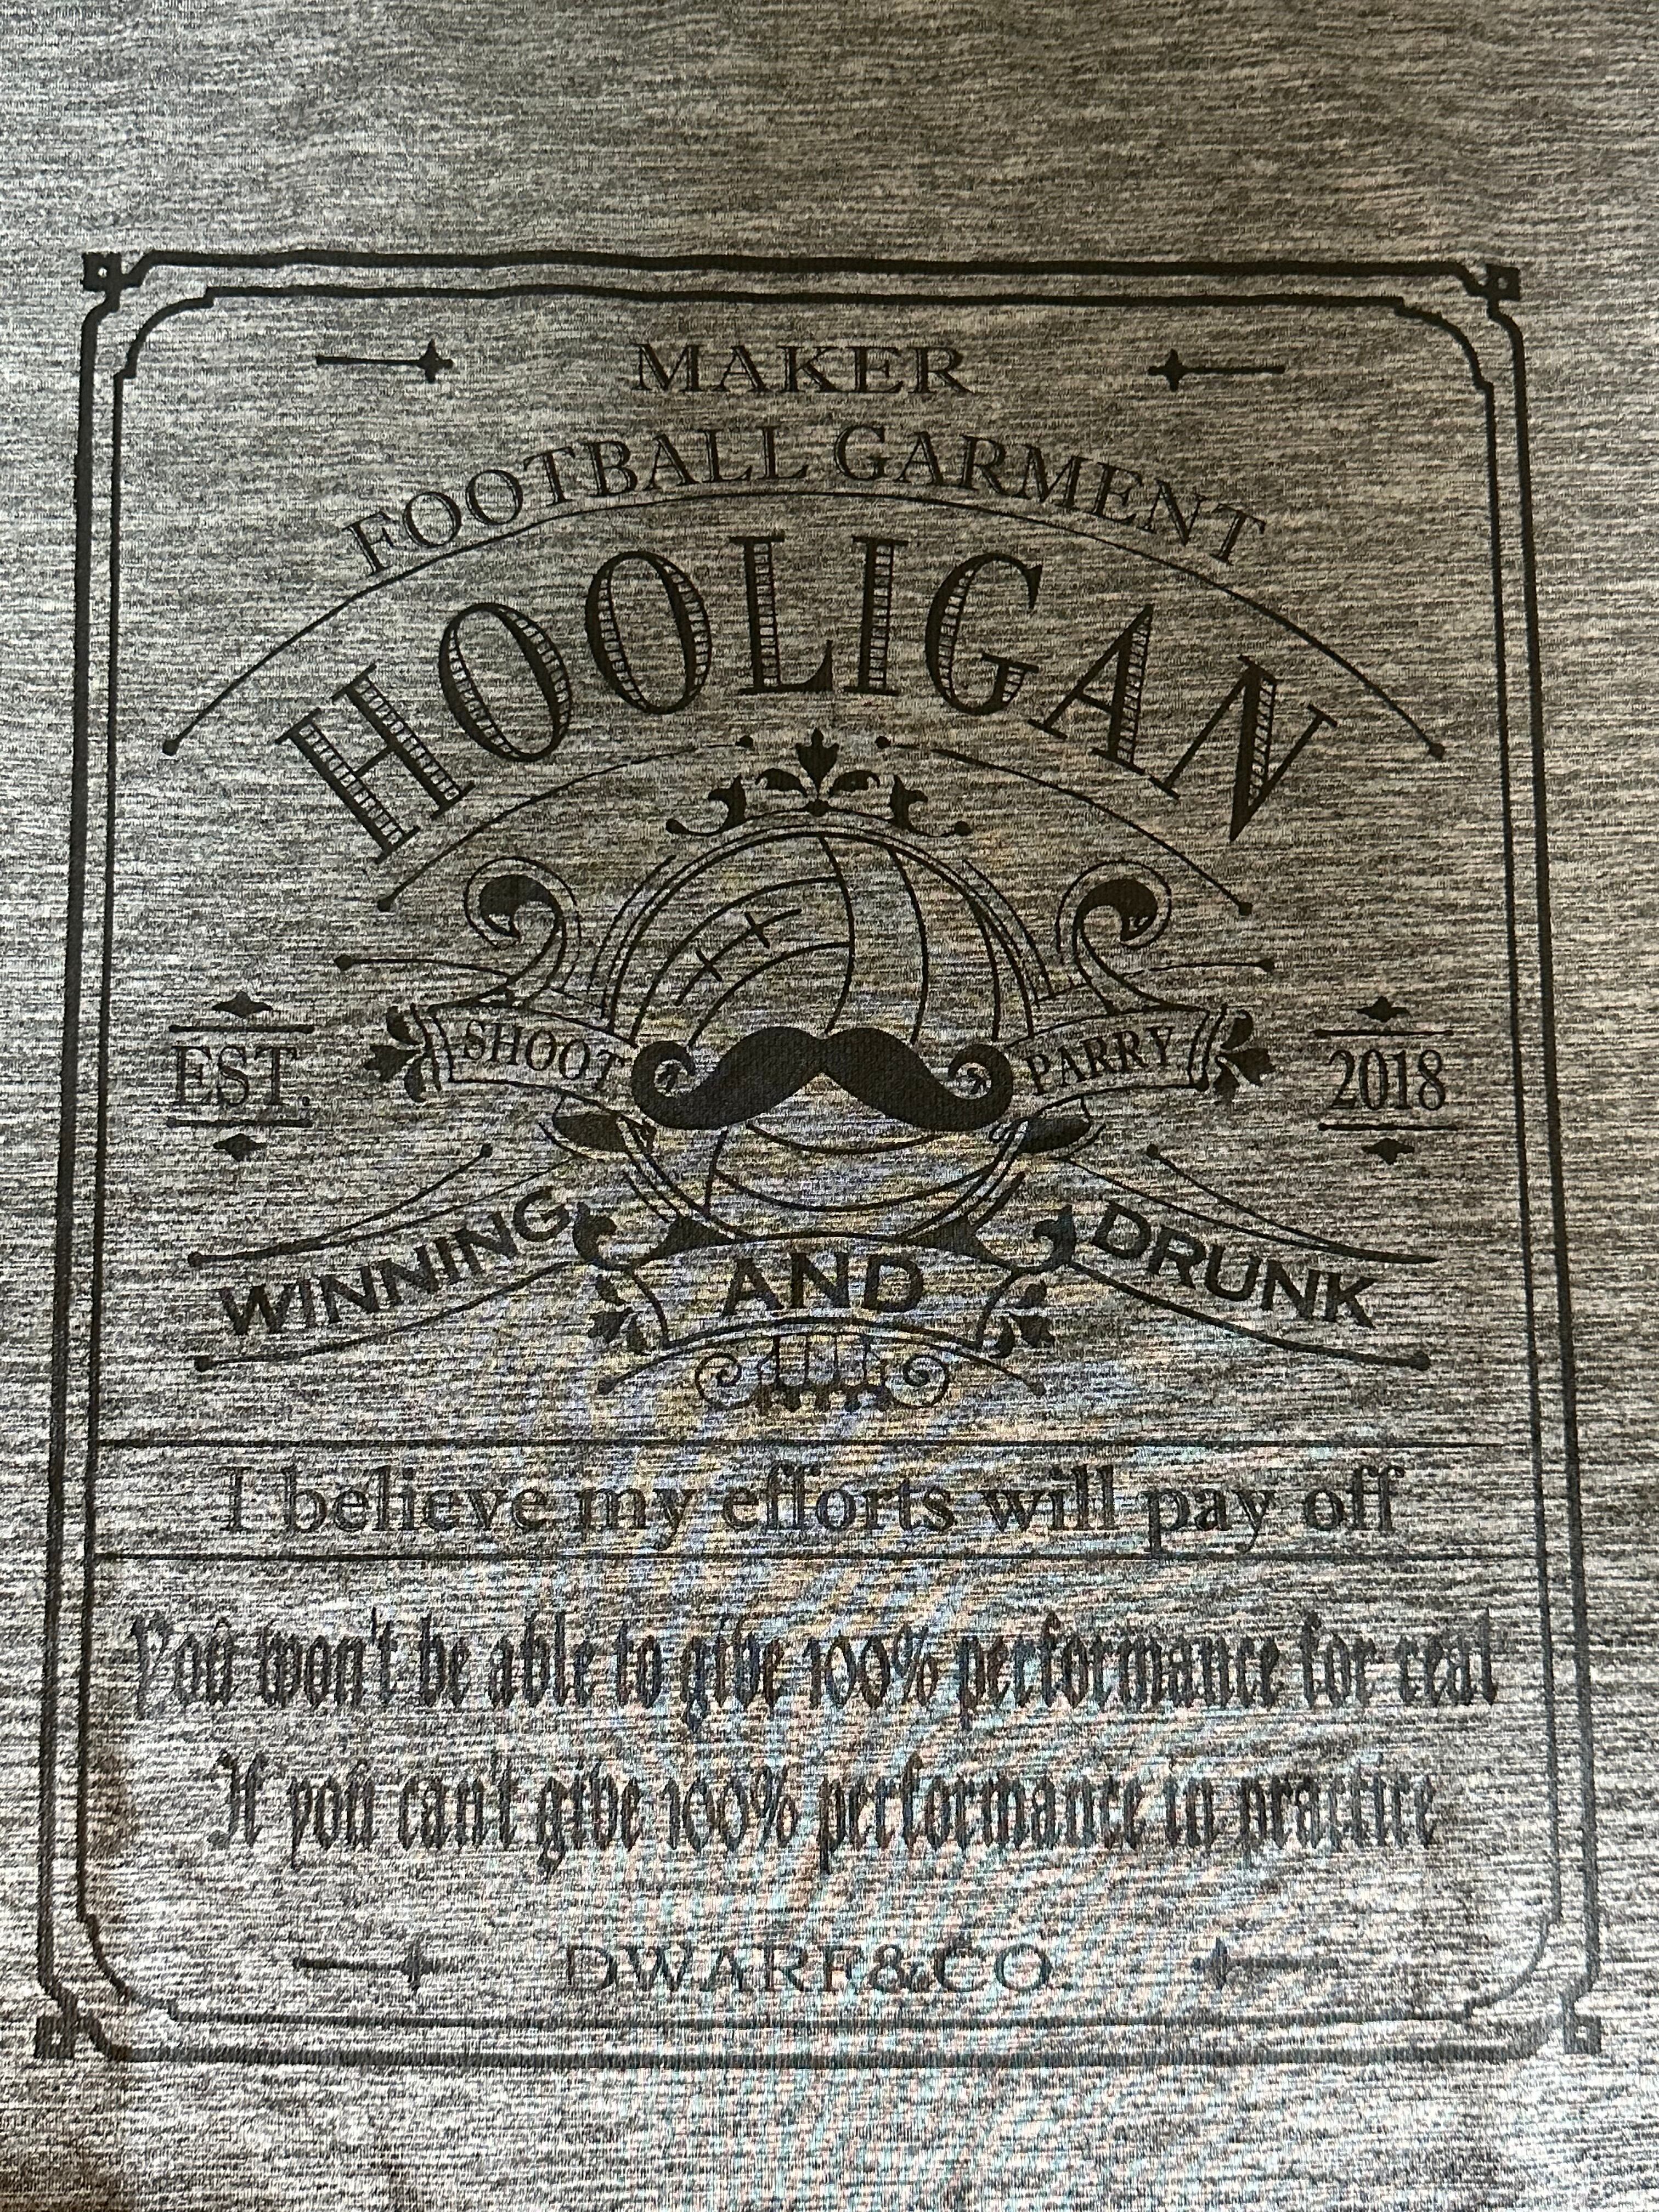 MAKER
FOOTBALL GARMENT
HOOLIGAN
SHOOT PARRY
EST. 2018
WINNING AND DRUNK
I believe my efforts will pay off
You won't be able to give 100% performance for real
If you can't give 100% performance in practice
DWARF&CO